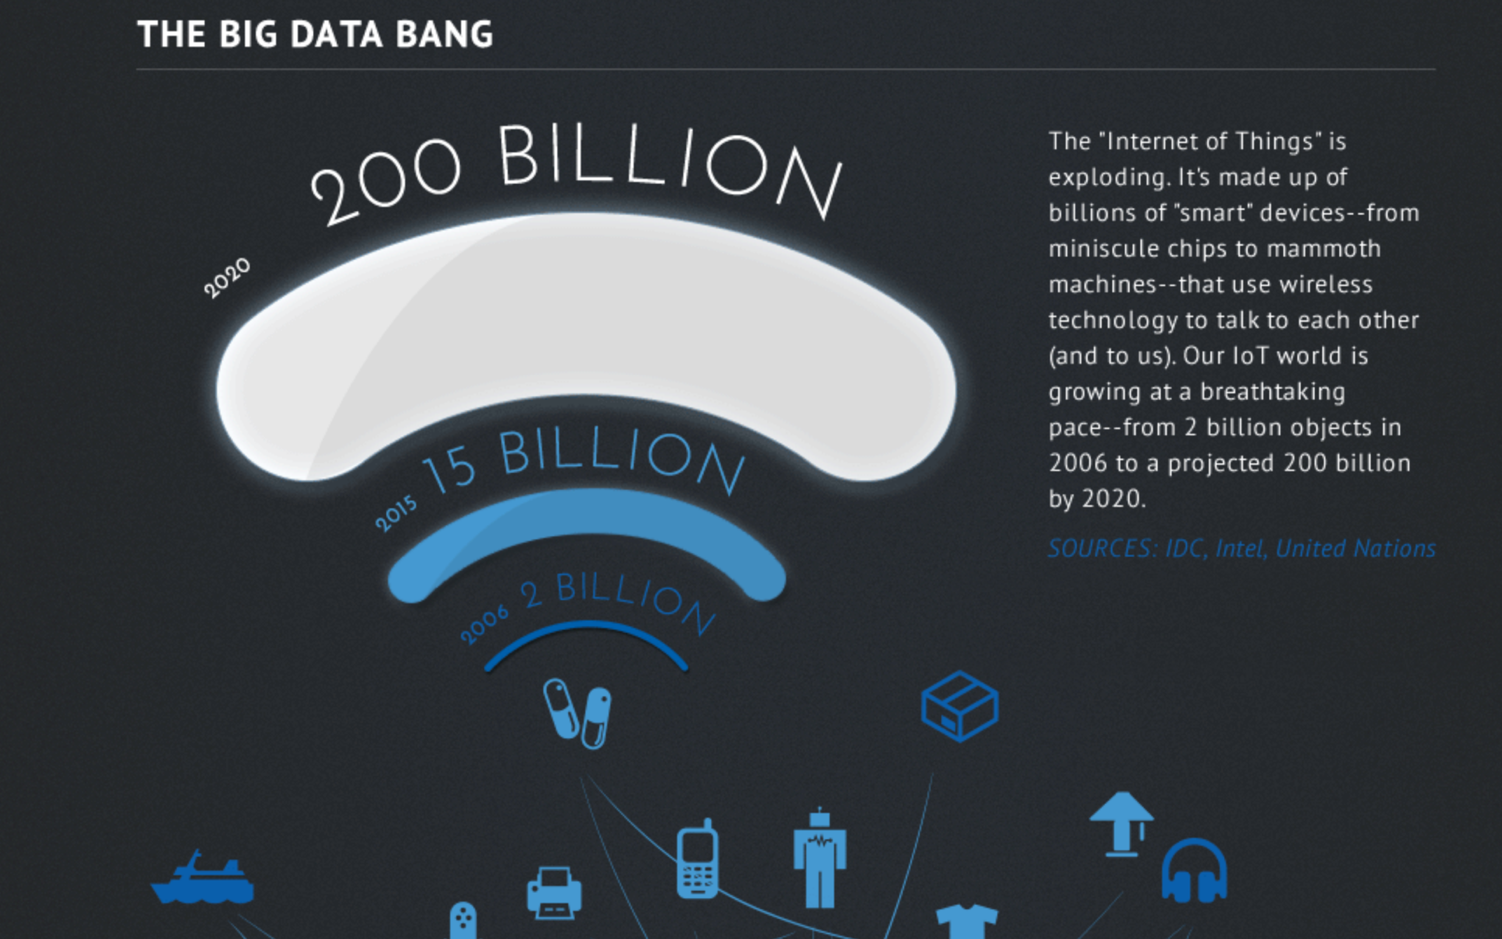 THE BIG DATA BANG
200 BILLION
2020
15 BILLION
2015
2 BILLION
2006
The "Internet of Things" is
exploding. It's made up of
billions of "smart" devices--from
miniscule chips to mammoth
machines--that use wireless
technology to talk to each other
(and to us). Our IoT world is
growing at a breathtaking
pace--from 2 billion objects in
2006 to a projected 200 billion
by 2020.
SOURCES: IDC, Intel, United Nations